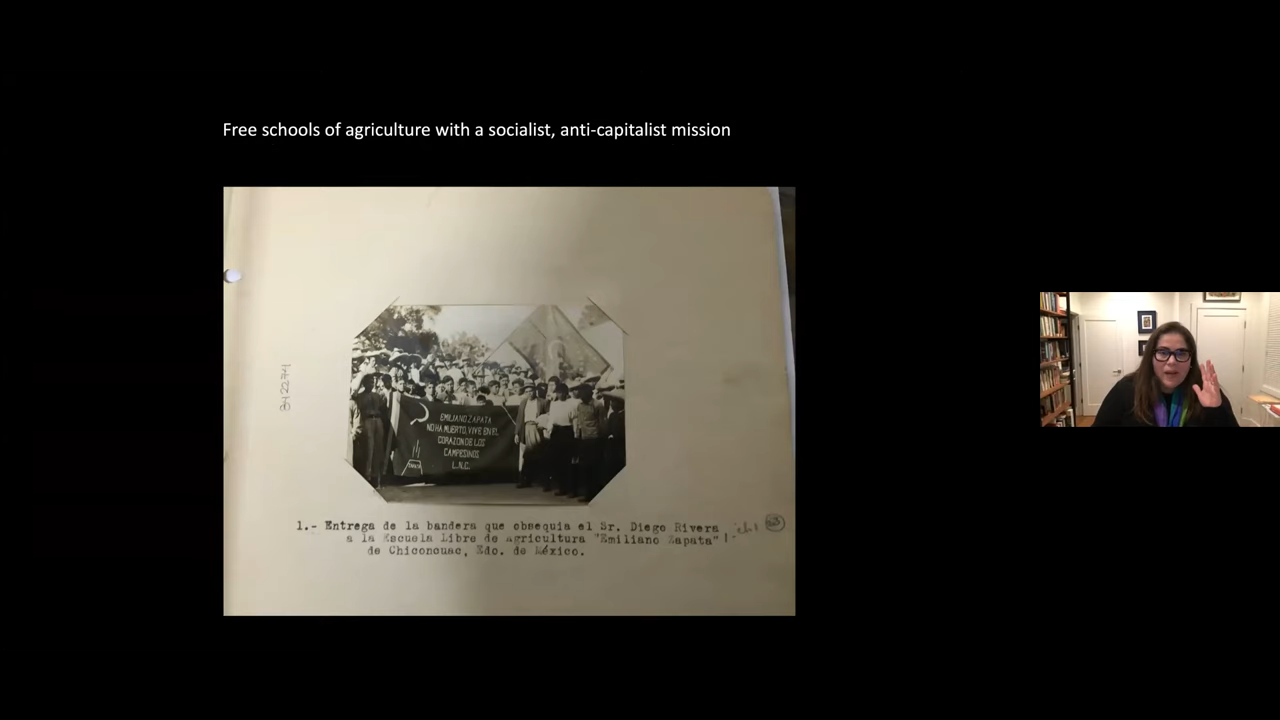 Free schools of agriculture with a socialist, anti-capitalist mission
EMILIANO ZAPATA
NO HA MUERTO, VIVE EN EL
CORAZON DE LOS
CAMPESINOS
L.N.C.
ZAPATA
1.- Entrega de la bandera que obsequia el Sr. Diego Rivera
a la Escuela Libre de agricultura "Emiliano Zapata"
de Chiconcuac, Edo. de México.